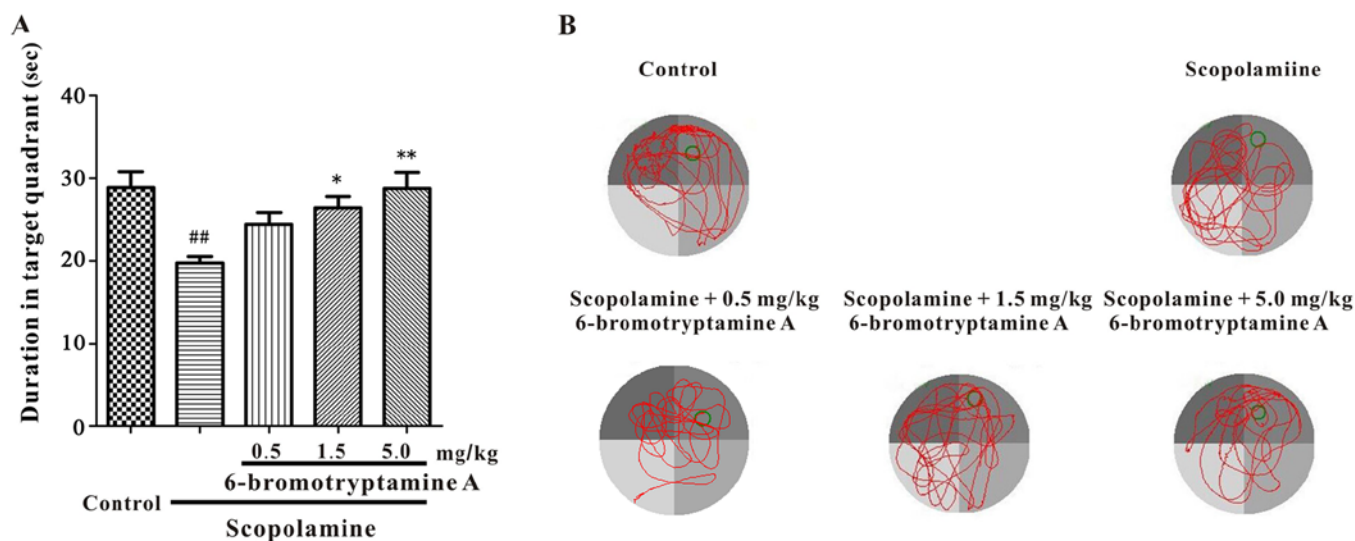 A
Duration in target quadrant (sec)
40
30
20
10
0
##
*
**
0.5 1.5 5.0 mg/kg
6-bromotryptamine A
Control
Scopolamine
B
Control
Scopolamiine
Scopolamine + 0.5 mg/kg
6-bromotryptamine A
Scopolamine + 1.5 mg/kg
6-bromotryptamine A
Scopolamine + 5.0 mg/kg
6-bromotryptamine A